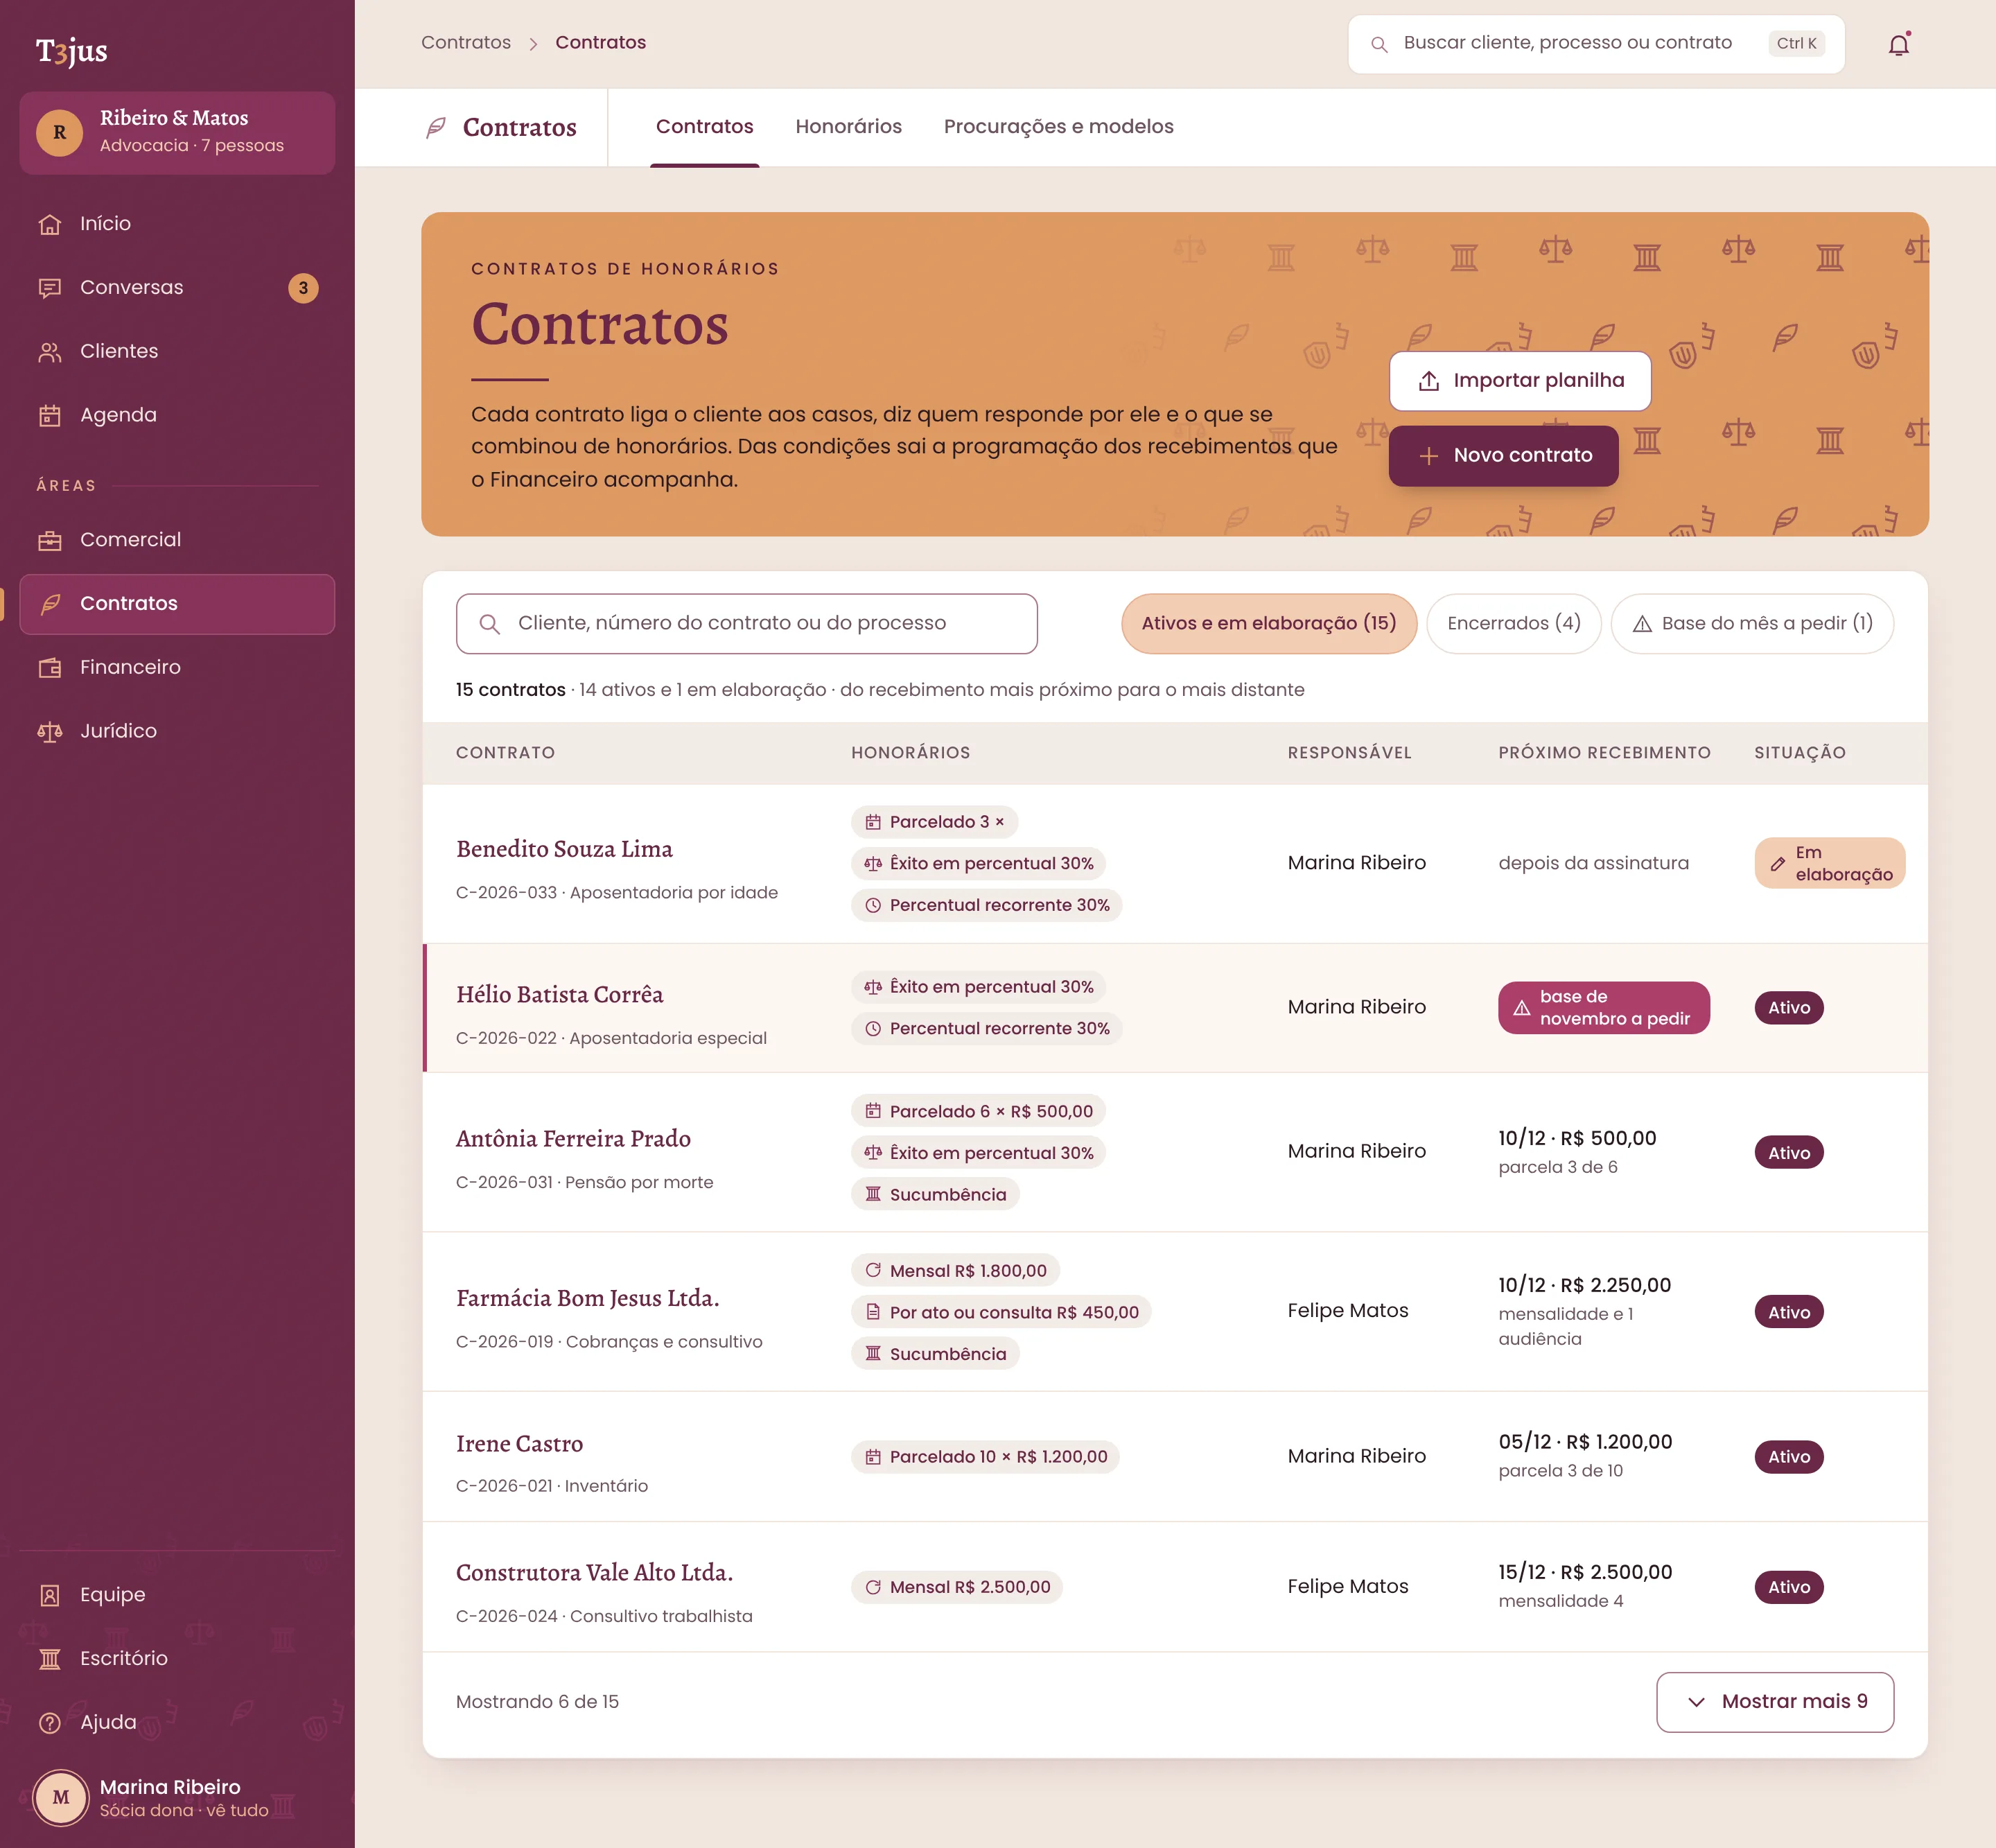 T3jus
R
Ribeiro & Matos
Advocacia · 7 pessoas
Início
Conversas
3
Clientes
Agenda
ÁREAS
Comercial
Contratos
Financeiro
Jurídico
Equipe
Escritório
Ajuda
M
Marina Ribeiro
Sócia dona · vê tudo
Contratos
Contratos
Buscar cliente, processo ou contrato
Ctrl K
Contratos
Contratos
Honorários
Procurações e modelos
CONTRATOS DE HONORÁRIOS
Contratos
Cada contrato liga o cliente aos casos, diz quem responde por ele e o que se
combinou de honorários. Das condições sai a programação dos recebimentos que
o Financeiro acompanha.
Importar planilha
Novo contrato
Cliente, número do contrato ou do processo
Ativos e em elaboração (15)
Encerrados (4)
Base do mês a pedir (1)
15 contratos · 14 ativos e 1 em elaboração · do recebimento mais próximo para o mais distante
CONTRATO
HONORÁRIOS
RESPONSÁVEL
PRÓXIMO RECEBIMENTO
SITUAÇÃO
Benedito Souza Lima
C-2026-033 · Aposentadoria por idade
Parcelado 3 ×
Êxito em percentual 30%
Percentual recorrente 30%
Marina Ribeiro
depois da assinatura
Em
elaboração
Hélio Batista Corrêa
C-2026-022 · Aposentadoria especial
Êxito em percentual 30%
Percentual recorrente 30%
Marina Ribeiro
base de
novembro a pedir
Ativo
Antônia Ferreira Prado
C-2026-031 · Pensão por morte
Parcelado 6 × R$ 500,00
Êxito em percentual 30%
Sucumbência
Marina Ribeiro
10/12 · R$ 500,00
parcela 3 de 6
Ativo
Farmácia Bom Jesus Ltda.
C-2026-019 · Cobranças e consultivo
Mensal R$ 1.800,00
Por ato ou consulta R$ 450,00
Sucumbência
Felipe Matos
10/12 · R$ 2.250,00
mensalidade e 1
audiência
Ativo
Irene Castro
C-2026-021 · Inventário
Parcelado 10 × R$ 1.200,00
Marina Ribeiro
05/12 · R$ 1.200,00
parcela 3 de 10
Ativo
Construtora Vale Alto Ltda.
C-2026-024 · Consultivo trabalhista
Mensal R$ 2.500,00
Felipe Matos
15/12 · R$ 2.500,00
mensalidade 4
Ativo
Mostrando 6 de 15
Mostrar mais 9